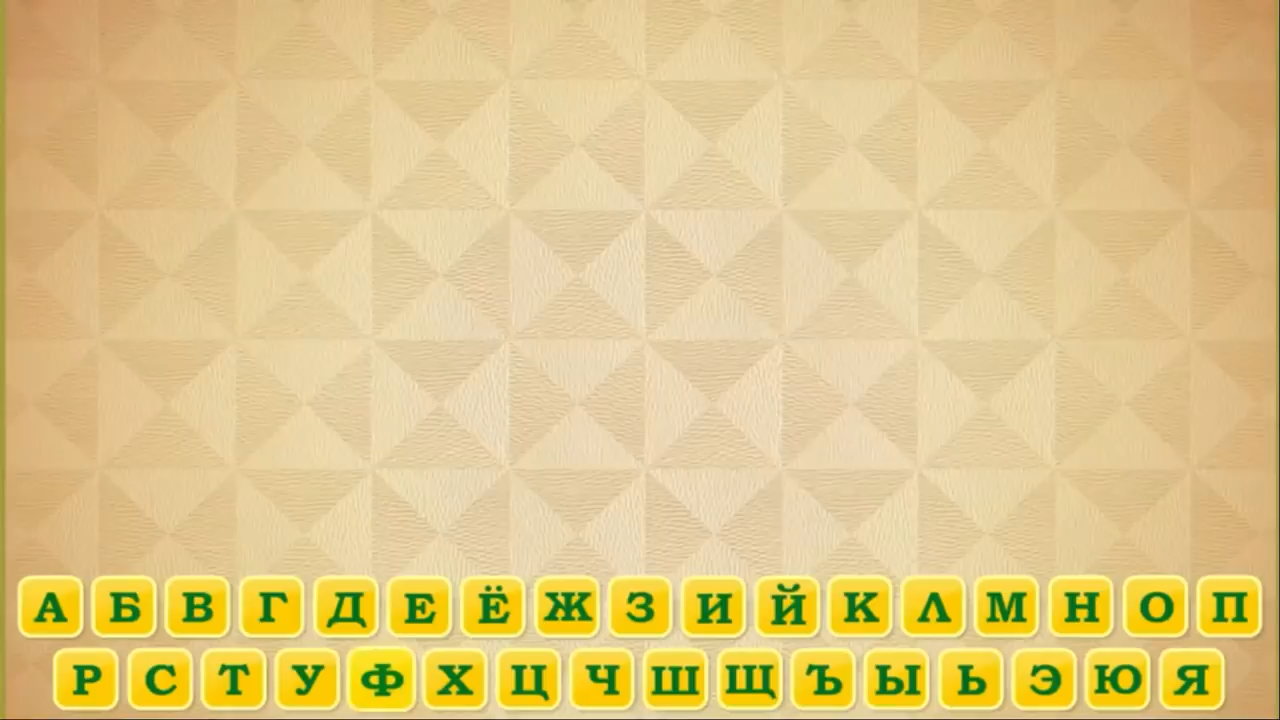 А Б В Г Д Е Ё Ж З И Й К Л М Н О П
Р С Т У Ф Х Ц Ч Ш Щ Ъ Ы Ь Э Ю Я